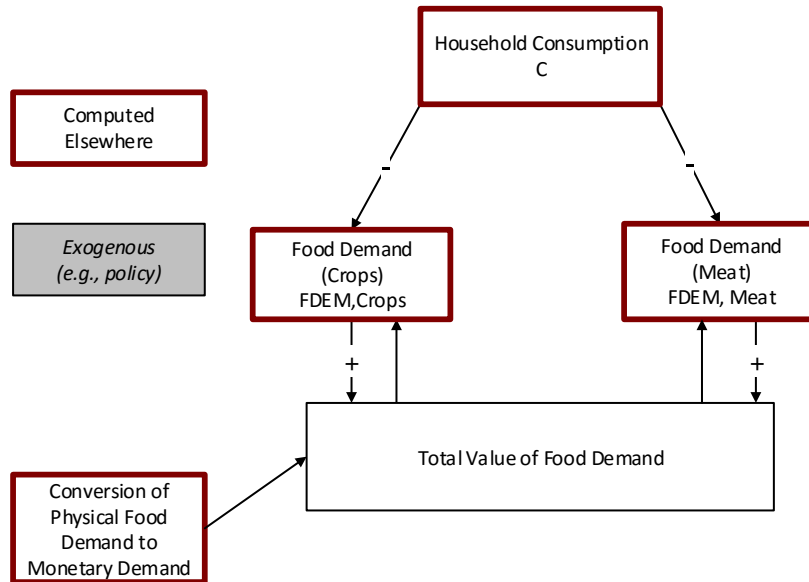 Household Consumption
C
Computed
Elsewhere
-
-
Exogenous
(e.g., policy)
Food Demand
(Crops)
FDEM,Crops
Food Demand
(Meat)
FDEM, Meat
+
+
Total Value of Food Demand
Conversion of
Physical Food
Demand to
Monetary Demand